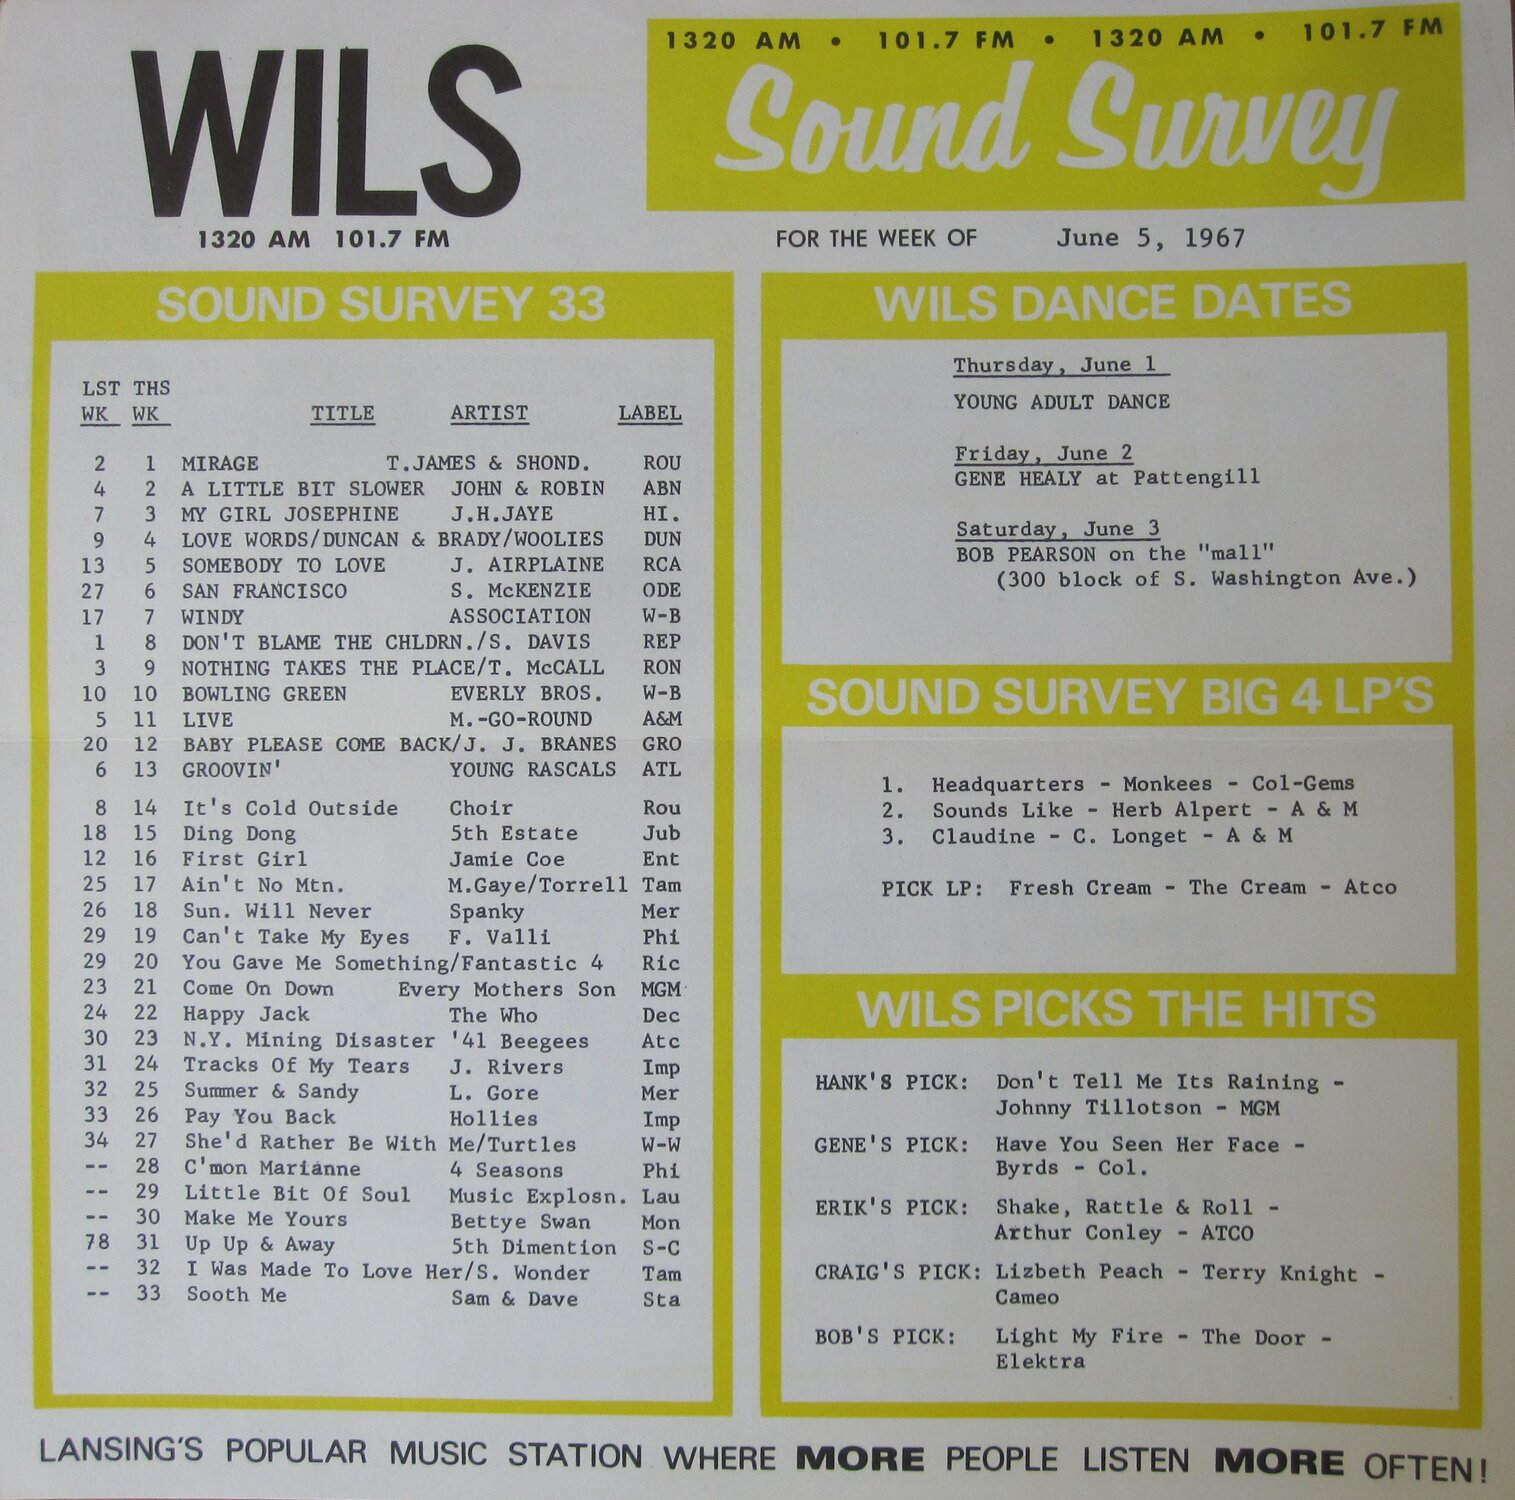 WILS
1320 AM 101.7 FM
1320 AM • 101.7 FM • 1320 AM • 101.7 FM
Sound Survey
FOR THE WEEK OF June 5, 1967
SOUND SURVEY 33
LST THS
WK WK TITLE ARTIST LABEL
2 1 MIRAGE T.JAMES & SHOND. ROU
4 2 A LITTLE BIT SLOWER JOHN & ROBIN ABN
7 3 MY GIRL JOSEPHINE J.H.JAYE HI.
9 4 LOVE WORDS/DUNCAN & BRADY/WOOLIES DUN
13 5 SOMEBODY TO LOVE J. AIRPLAINE RCA
27 6 SAN FRANCISCO S. McKENZIE ODE
17 7 WINDY ASSOCIATION W-B
1 8 DON'T BLAME THE CHLDRN./S. DAVIS REP
3 9 NOTHING TAKES THE PLACE/T. McCALL RON
10 10 BOWLING GREEN EVERLY BROS. W-B
5 11 LIVE M.-GO-ROUND A&M
20 12 BABY PLEASE COME BACK/J. J. BRANES GRO
6 13 GROOVIN' YOUNG RASCALS ATL
8 14 It's Cold Outside Choir Rou
18 15 Ding Dong 5th Estate Jub
12 16 First Girl Jamie Coe Ent
25 17 Ain't No Mtn. M.Gaye/Torrell Tam
26 18 Sun. Will Never Spanky Mer
29 19 Can't Take My Eyes F. Valli Phi
29 20 You Gave Me Something/Fantastic 4 Ric
23 21 Come On Down Every Mothers Son MGM
24 22 Happy Jack The Who Dec
30 23 N.Y. Mining Disaster '41 Beegees Atc
31 24 Tracks Of My Tears J. Rivers Imp
32 25 Summer & Sandy L. Gore Mer
33 26 Pay You Back Hollies Imp
34 27 She'd Rather Be With Me/Turtles W-W
-- 28 C'mon Marianne 4 Seasons Phi
-- 29 Little Bit Of Soul Music Explosn. Lau
-- 30 Make Me Yours Bettye Swan Mon
78 31 Up Up & Away 5th Dimention S-C
-- 32 I Was Made To Love Her/S. Wonder Tam
-- 33 Sooth Me Sam & Dave Sta
WILS DANCE DATES
Thursday, June 1
YOUNG ADULT DANCE
Friday, June 2
GENE HEALY at Pattengill
Saturday, June 3
BOB PEARSON on the "mall"
(300 block of S. Washington Ave.)
SOUND SURVEY BIG 4 LP'S
1. Headquarters - Monkees - Col-Gems
2. Sounds Like - Herb Alpert - A & M
3. Claudine - C. Longet - A & M
PICK LP: Fresh Cream - The Cream - Atco
WILS PICKS THE HITS
HANK'S PICK: Don't Tell Me Its Raining -
Johnny Tillotson - MGM
GENE'S PICK: Have You Seen Her Face -
Byrds - Col.
ERIK'S PICK: Shake, Rattle & Roll -
Arthur Conley - ATCO
CRAIG'S PICK: Lizbeth Peach - Terry Knight -
Cameo
BOB'S PICK: Light My Fire - The Door -
Elektra
LANSING'S POPULAR MUSIC STATION WHERE MORE PEOPLE LISTEN MORE OFTEN!